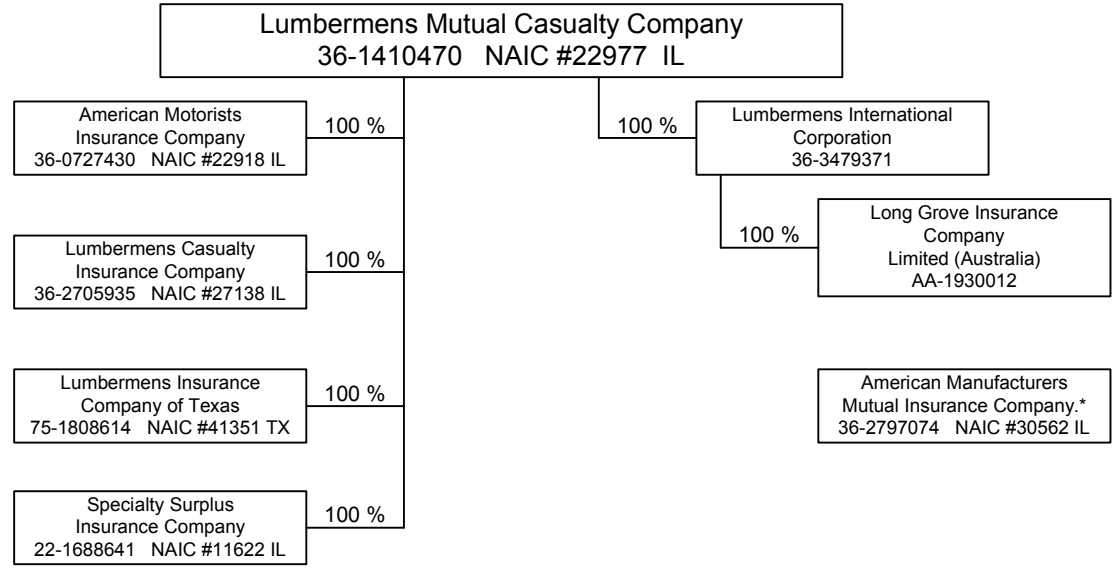 Lumbermens Mutual Casualty Company
36-1410470 NAIC #22977 IL
American Motorists
Insurance Company
36-0727430 NAIC #22918 IL
100 %
100 %
Lumbermens International
Corporation
36-3479371
Lumbermens Casualty
Insurance Company
36-2705935 NAIC #27138 IL
100 %
100 %
Long Grove Insurance
Company
Limited (Australia)
AA-1930012
Lumbermens Insurance
Company of Texas
75-1808614 NAIC #41351 TX
100 %
American Manufacturers
Mutual Insurance Company.*
36-2797074 NAIC #30562 IL
Specialty Surplus
Insurance Company
22-1688641 NAIC #11622 IL
100 %